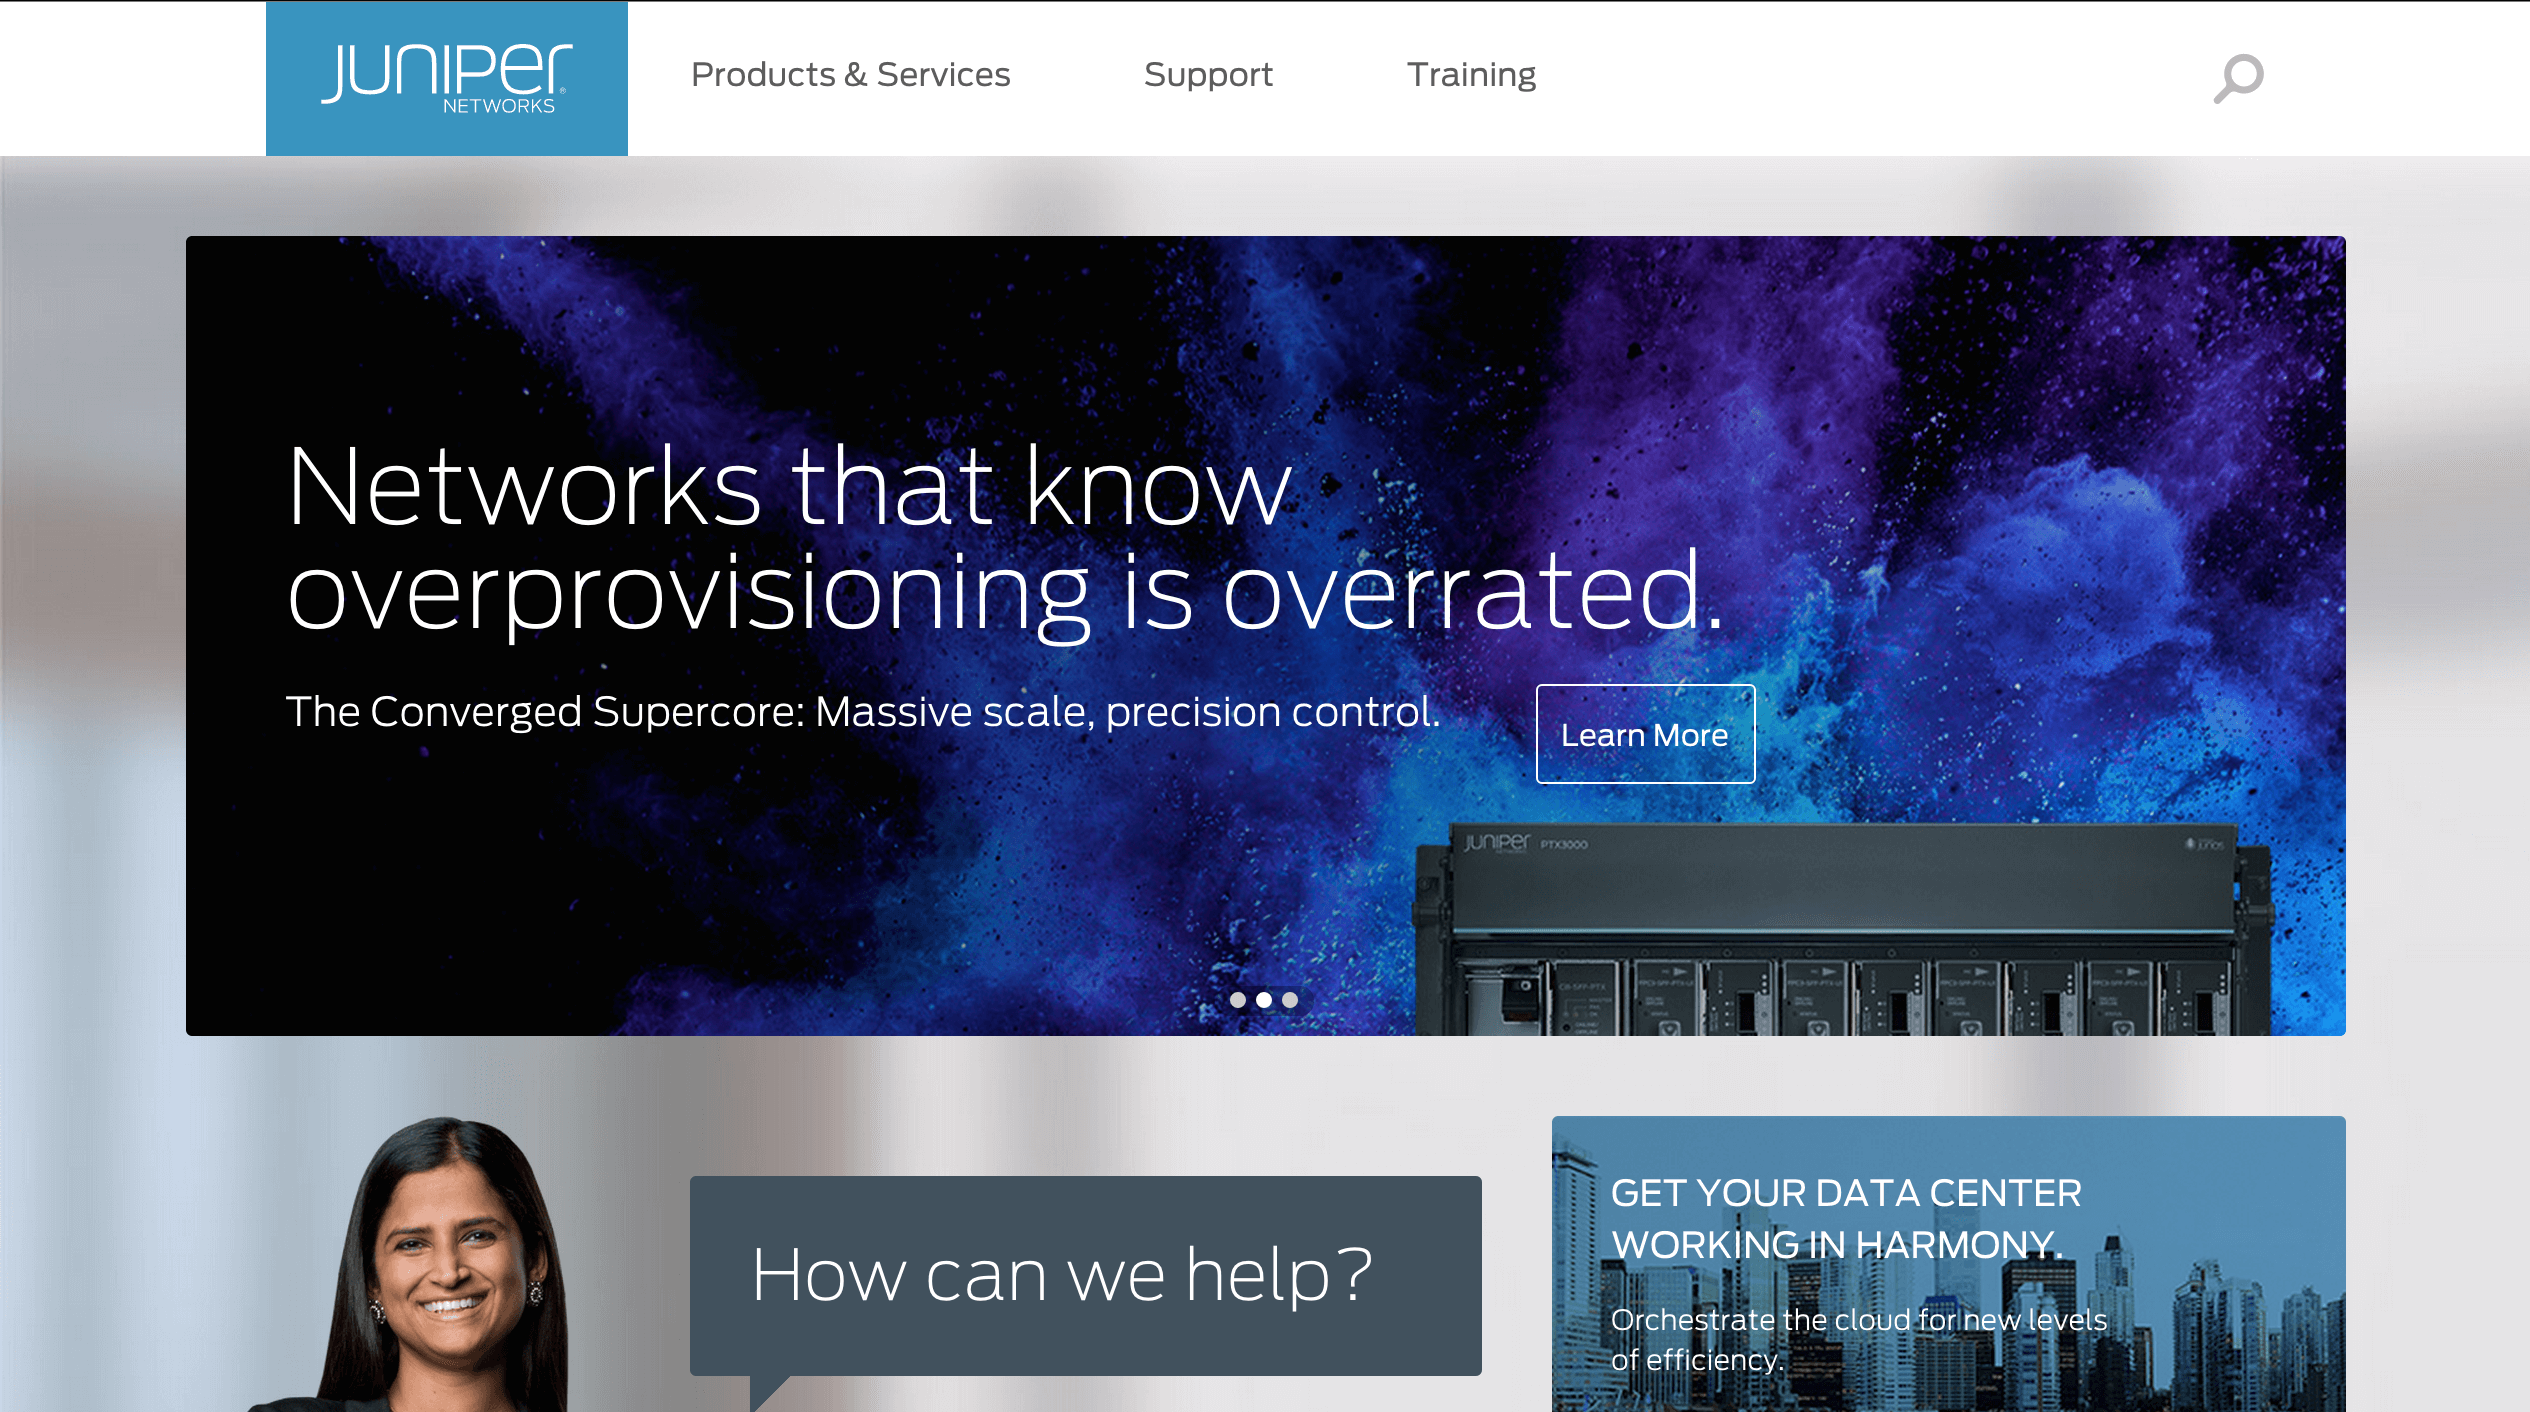 JUNIPER
NETWORKS
Products & Services
Support
Training
Networks that know
overprovisioning is overrated.
The Converged Supercore: Massive scale, precision control.
Learn More
JUNIPER
PTX3000
How can we help?
GET YOUR DATA CENTER
WORKING IN HARMONY.
Orchestrate the cloud for new levels
of efficiency.